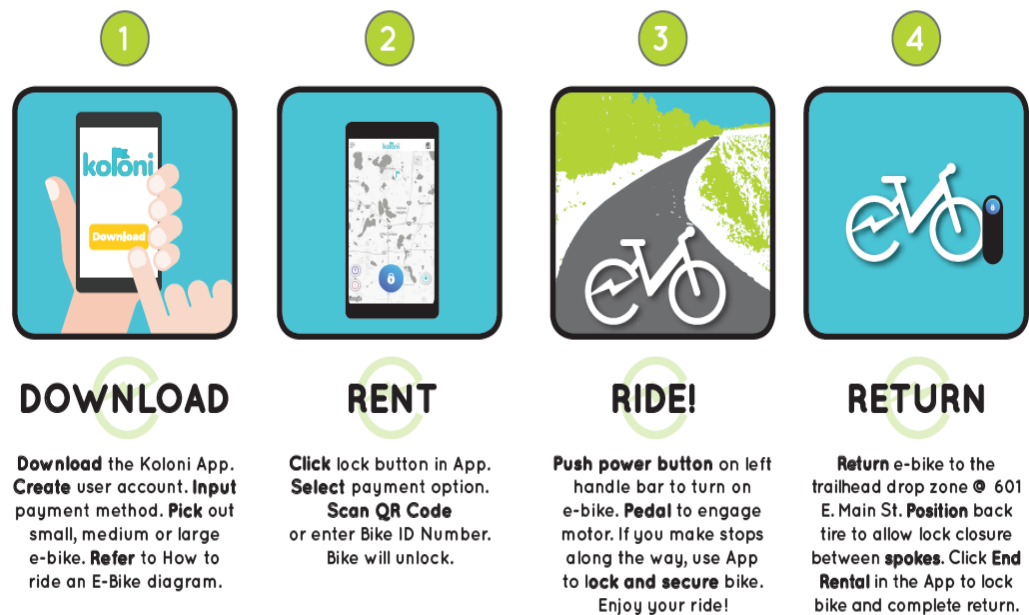 1
koloni
Download
DOWNLOAD
Download the Koloni App.
Create user account. Input
payment method. Pick out
small, medium or large
e-bike. Refer to How to
ride an E-Bike diagram.
2
koloni
RENT
Click lock button in App.
Select payment option.
Scan QR Code
or enter Bike ID Number.
Bike will unlock.
3
RIDE!
Push power button on left
handle bar to turn on
e-bike. Pedal to engage
motor. If you make stops
along the way, use App
to lock and secure bike.
Enjoy your ride!
4
RETURN
Return e-bike to the
trailhead drop zone @ 601
E. Main St. Position back
tire to allow lock closure
between spokes. Click End
Rental in the App to lock
bike and complete return.